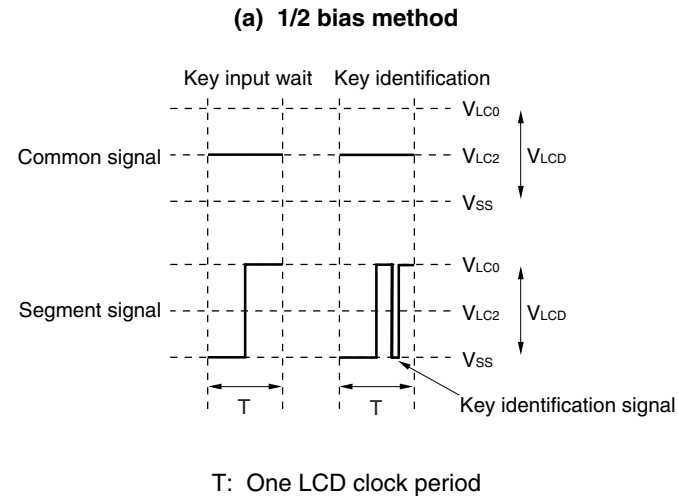 (a) 1/2 bias method
Key input wait Key identification
VLC0
Common signal VLC2 VLCD
VSS
VLC0
Segment signal VLC2 VLCD
VSS
T T
Key identification signal
T: One LCD clock period